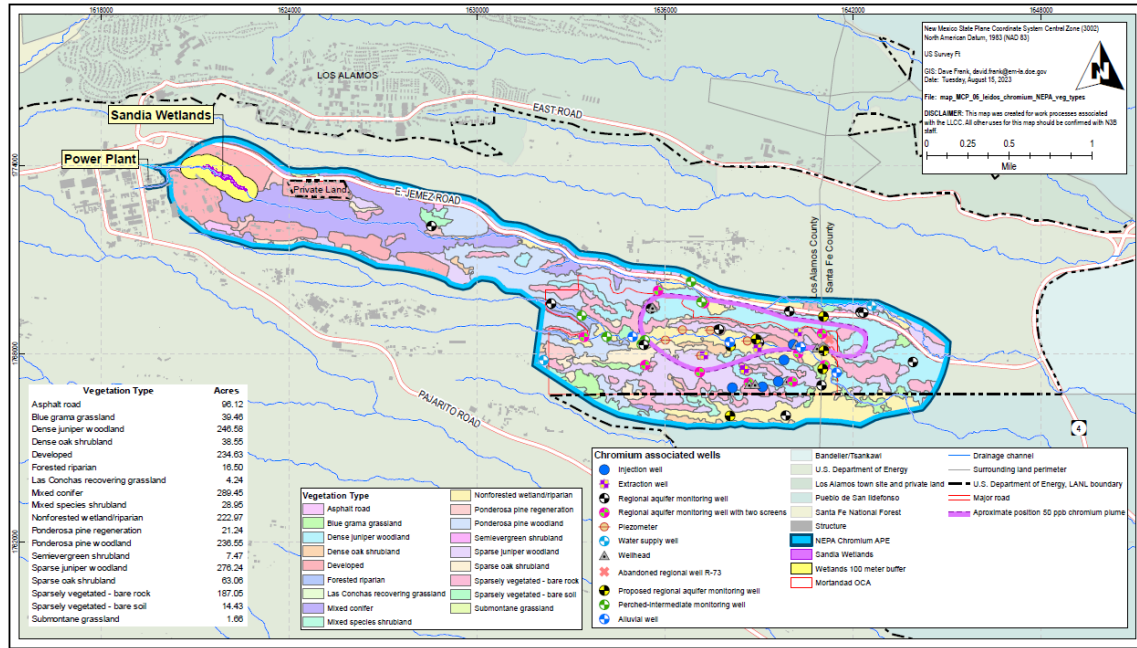 1618000
1624000
1630000
1636000
1642000
1648000
New Mexico State Plane Coordinate System Central Zone (3002)
North American Datum, 1983 (NAD 83)
US Survey Ft
GIS: Dave Frenk, david.frenk@em-la.doe.gov
Date: Tuesday, August 15, 2023
File: map_MCP_06_leidos_chromium_NEPA_veg_types
DISCLAIMER: This map was created for work processes associated
with the LLCC. All other uses for this map should be confirmed with N3B
staff.
0 0.25 0.5 1
Mile
N
LOS ALAMOS
EAST ROAD
Sandia Wetlands
Power Plant
1774000
Private Land
E. JEMEZ ROAD
Los Alamos County
Santa Fe County
1768000
PAJARITO ROAD
4
1762000
Vegetation Type Acres
Asphalt road 96.12
Blue grama grassland 39.46
Dense juniper woodland 246.58
Dense oak shrubland 38.55
Developed 234.63
Forested riparian 16.50
Las Conchas recovering grassland 4.24
Mixed conifer 289.45
Mixed species shrubland 28.95
Nonforested wetland/riparian 222.97
Ponderosa pine regeneration 21.24
Ponderosa pine woodland 236.55
Semievergreen shrubland 7.47
Sparse juniper woodland 276.24
Sparse oak shrubland 63.06
Sparsely vegetated - bare rock 187.05
Sparsely vegetated - bare soil 14.43
Submontane grassland 1.66
Vegetation Type
Asphalt road
Blue grama grassland
Dense juniper woodland
Dense oak shrubland
Developed
Forested riparian
Las Conchas recovering grassland
Mixed conifer
Mixed species shrubland
Nonforested wetland/riparian
Ponderosa pine regeneration
Ponderosa pine woodland
Semievergreen shrubland
Sparse juniper woodland
Sparse oak shrubland
Sparsely vegetated - bare rock
Sparsely vegetated - bare soil
Submontane grassland
Chromium associated wells
Injection well
Extraction well
Regional aquifer monitoring well
Regional aquifer monitoring well with two screens
Piezometer
Water supply well
Wellhead
Abandoned regional well R-73
Proposed regional aquifer monitoring well
Perched-intermediate monitoring well
Alluvial well
Bandelier/Tsankawi
U.S. Department of Energy
Los Alamos town site and private land
Pueblo de San Ildefonso
Santa Fe National Forest
Structure
NEPA Chromium APE
Sandia Wetlands
Wetlands 100 meter buffer
Mortandad OCA
Drainage channel
Surrounding land perimeter
U.S. Department of Energy, LANL boundary
Major road
Aproximate position 50 ppb chromium plume